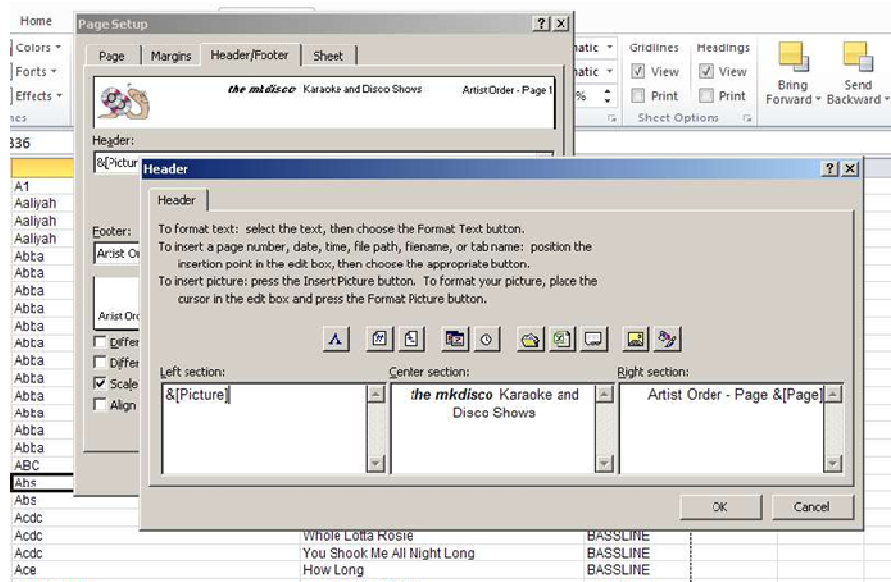 Home
Page Setup
Colors
Fonts
Effects
Page
Margins
Header/Footer
Sheet
the mkdisco Karaoke and Disco Shows
Artist Order - Page 1
Gridlines
Headings
View
View
Print
Print
Sheet Options
Bring
Forward
Send
Backward
%
Header:
&[Pictur
Header
Header
To format text: select the text, then choose the Format Text button.
To insert a page number, date, time, file path, filename, or tab name: position the
insertion point in the edit box, then choose the appropriate button.
To insert picture: press the Insert Picture button. To format your picture, place the
cursor in the edit box and press the Format Picture button.
Left section:
Center section:
Right section:
&[Picture]
the mkdisco Karaoke and
Disco Shows
Artist Order - Page &[Page]
OK
Cancel
Footer:
Artist Or
Artist Orc
Differ
Differ
Scale
Align
A1
Aaliyah
Aaliyah
Aaliyah
Abba
Abba
Abba
Abba
Abba
Abba
Abba
Abba
Abba
Abba
Abba
Abba
ABC
Abs
Abs
Acdc
Acdc
Whole Lotta Rosie
BASSLINE
Acdc
You Shook Me All Night Long
BASSLINE
Ace
How Long
BASSLINE